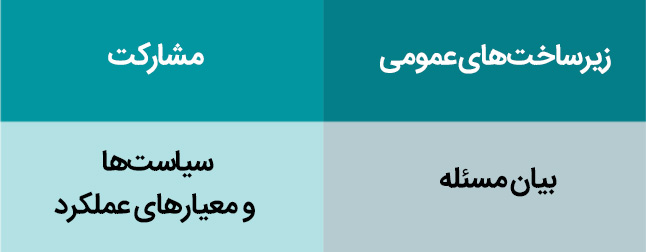 زیرساخت‌های عمومی
مشارکت
بیان مسئله
سیاست‌ها
و معیارهای عملکرد